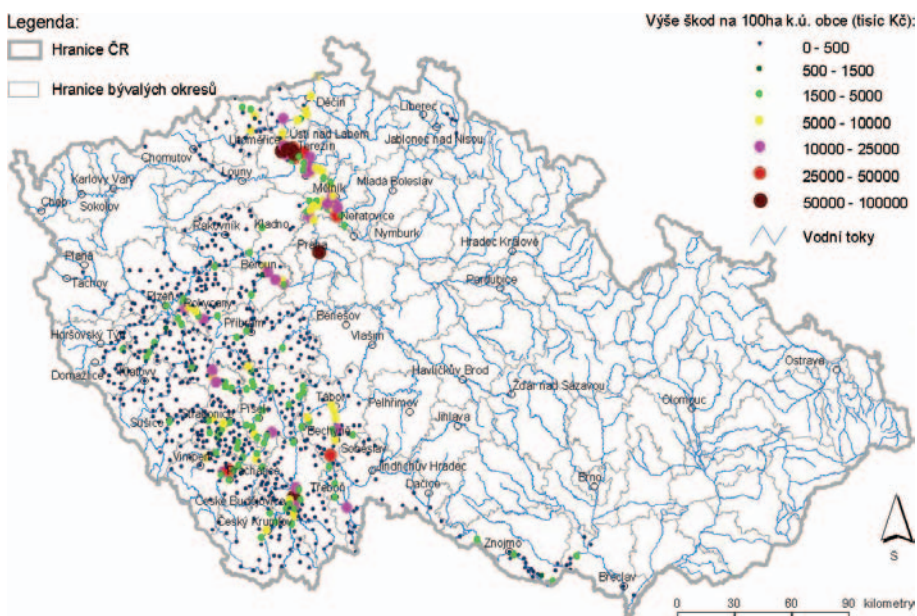 Legenda:
Hranice ČR
Hranice bývalých okresů
Výše škod na 100ha k.ú. obce (tisíc Kč):
0 - 500
500 - 1500
1500 - 5000
5000 - 10000
10000 - 25000
25000 - 50000
50000 - 100000
Vodní toky
Děčín
Liberec
Ústí nad Labem
Jablonec nad Nisou
Litoměřice
Terezín
Chomutov
Louny
Karlovy Vary
Mělník
Mladá Boleslav
Cheb
Sokolov
Neratovice
Kladno
Rakovník
Nymburk
Hradec Králové
Praha
Planá
Beroun
Tachov
Pardubice
Plzeň
Rokycany
Příbram
Benešov
Horšovský Týn
Vlašim
Ostrava
Domažlice
Klatovy
Havlíčkův Brod
Žďár nad Sázavou
Tábor
Olomouc
Písek
Strakonice
Pelhřimov
Sušice
Bechyně
Jihlava
Soběslav
Vimperk
Prachatice
Jindřichův Hradec
Třeboň
Dačice
Brno
České Budějovice
Český Krumlov
Znojmo
Břeclav
S
0 30 60 90 kilometry